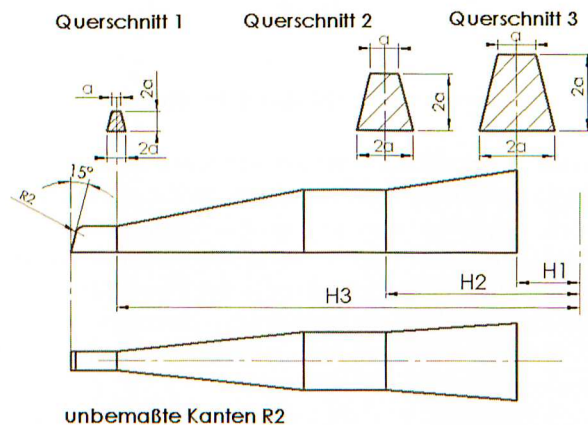 Querschnitt 1
Querschnitt 2
Querschnitt 3
a
2a
2a
a
2a
2a
a
2a
2a
15°
R2
H1
H2
H3
unbemaßte Kanten R2